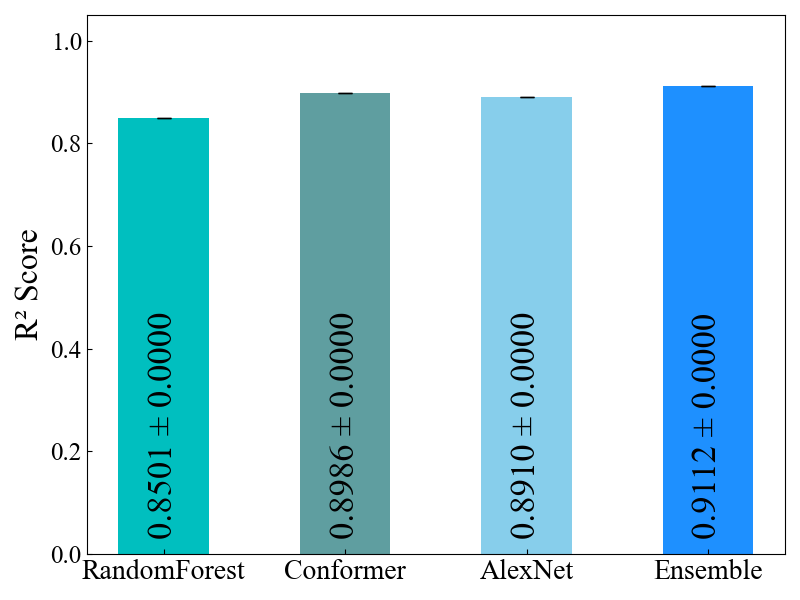 R² Score
1.0
0.8
0.6
0.4
0.2
0.0
0.8501 ± 0.0000
0.8986 ± 0.0000
0.8910 ± 0.0000
0.9112 ± 0.0000
RandomForest
Conformer
AlexNet
Ensemble